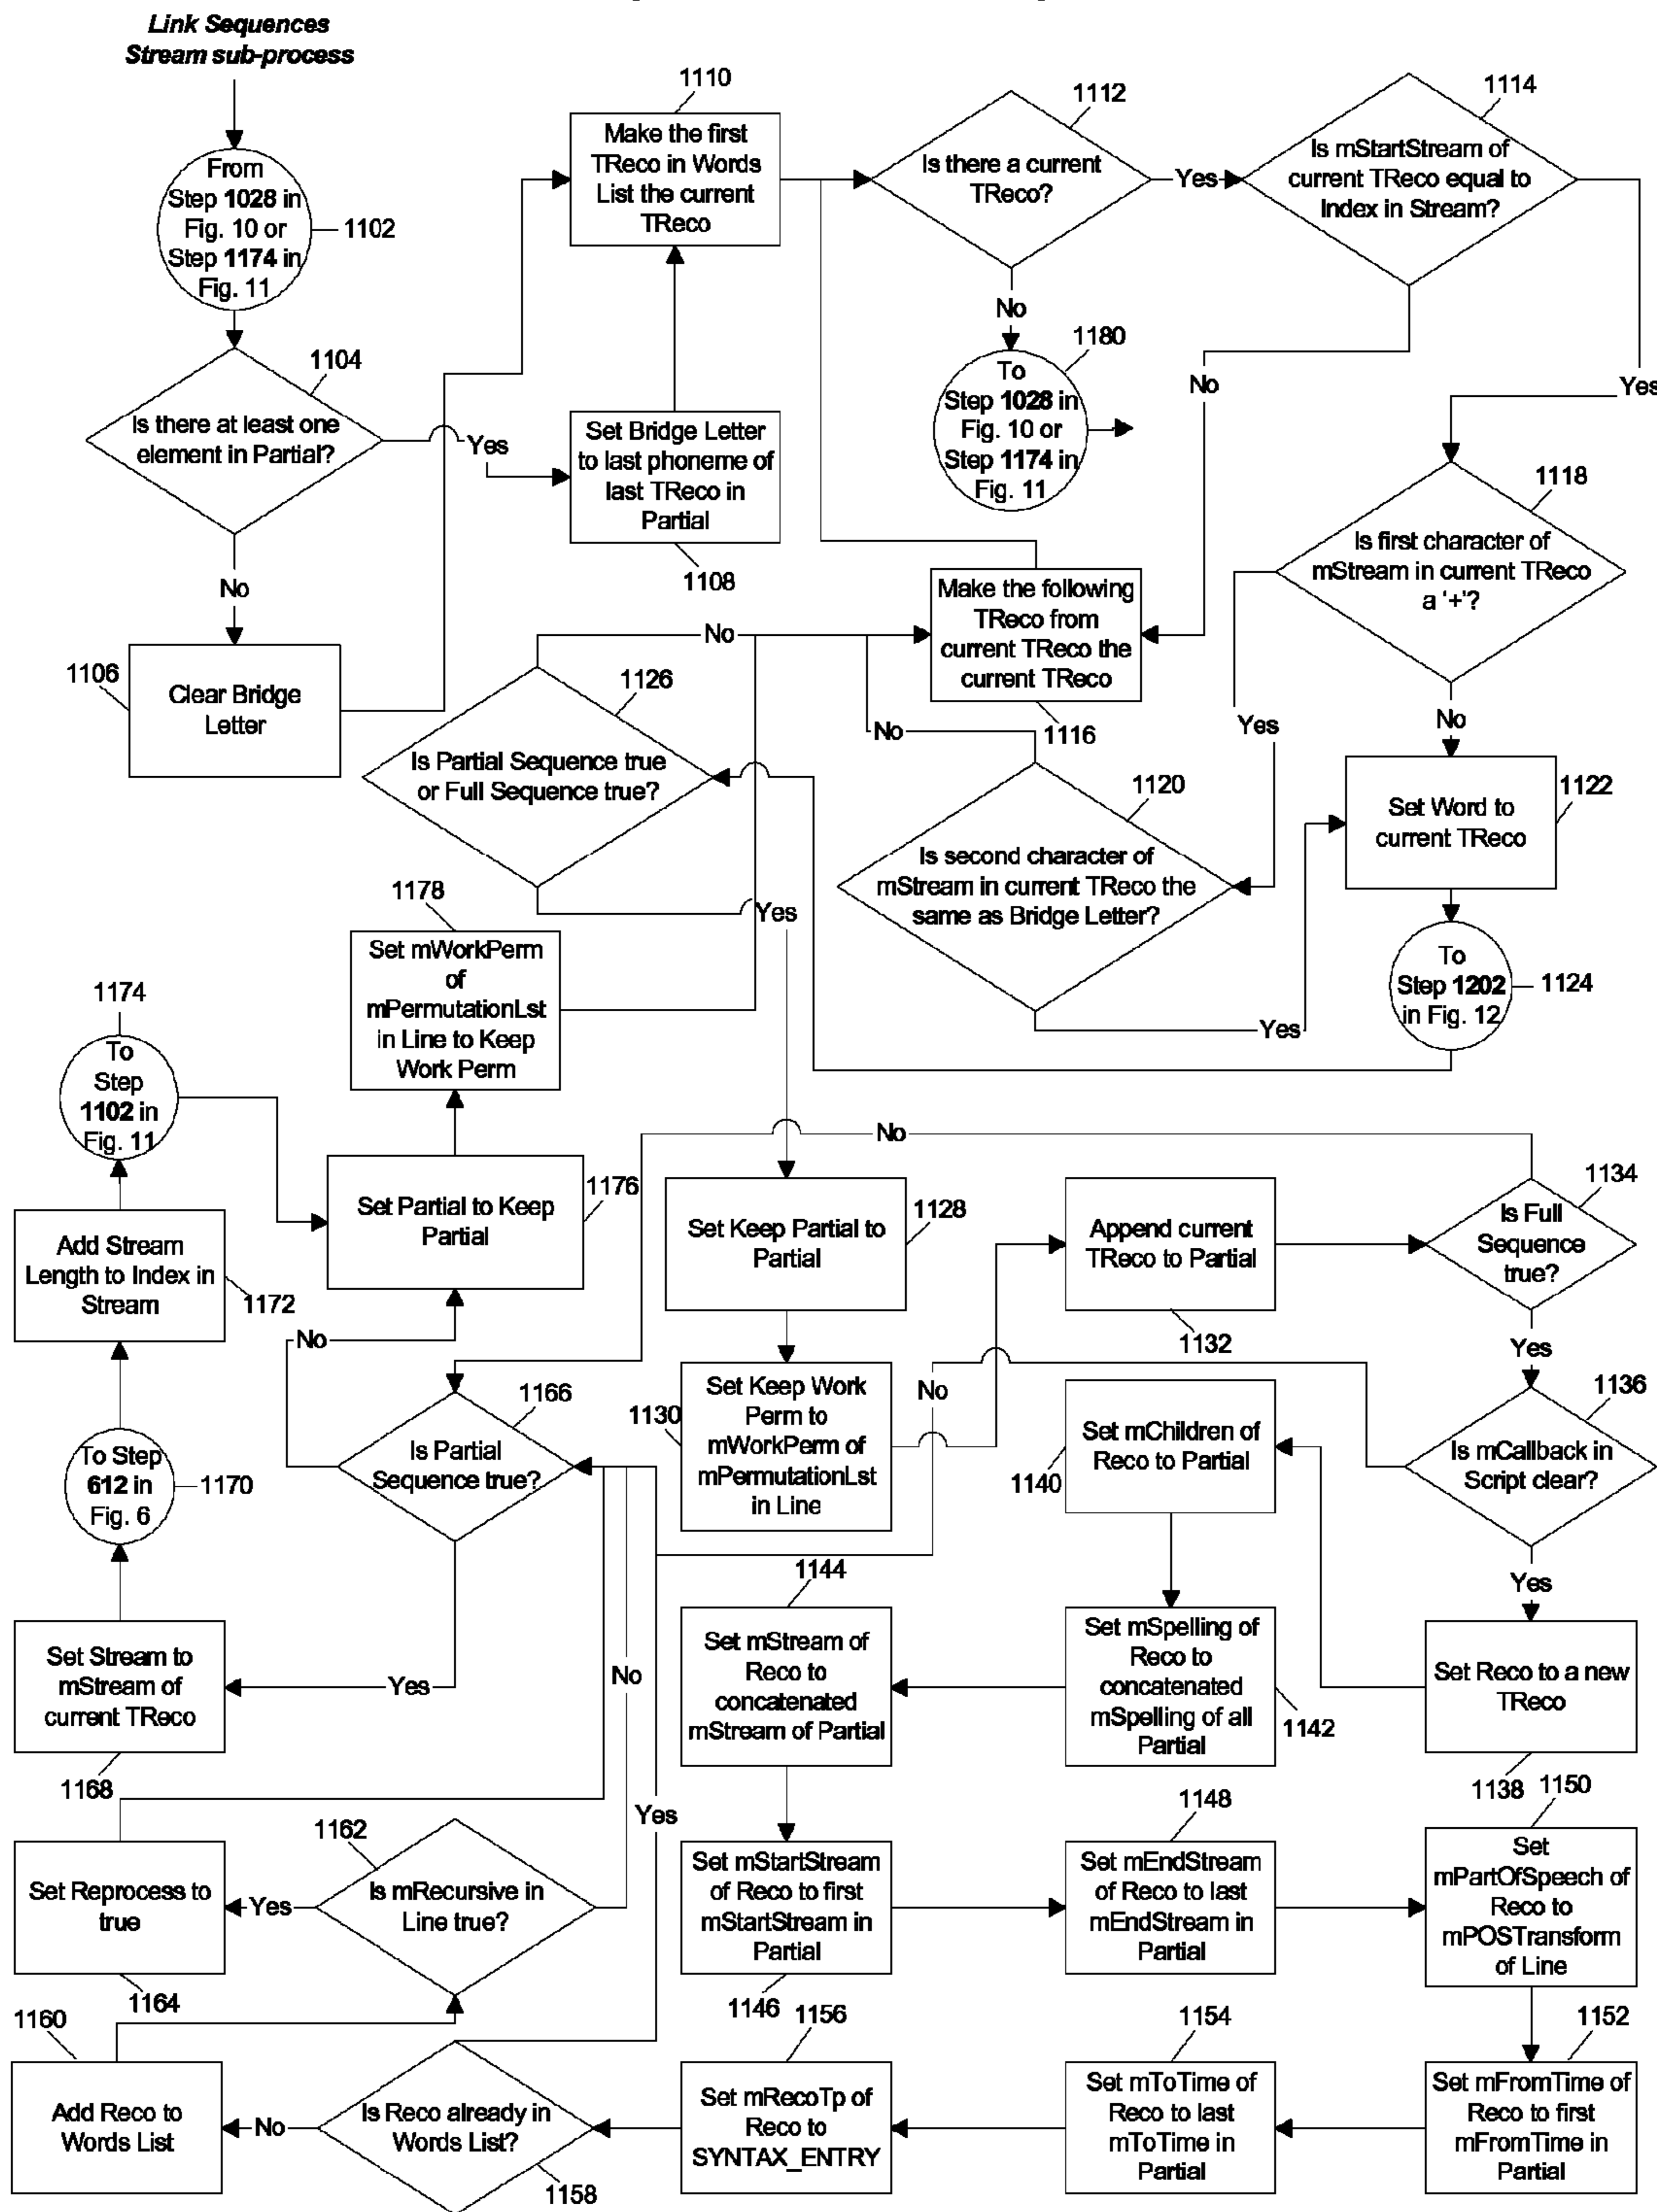 Link Sequences
Stream sub-process
From
Step 1028 in
Fig. 10 or
Step 1174 in
Fig. 11
1102
1104
Is there at least one
element in Partial?
Yes
No
1106
Clear Bridge
Letter
1110
Make the first
TReco in Words
List the current
TReco
Set Bridge Letter
to last phoneme of
last TReco in
Partial
1108
1112
Is there a current
TReco?
Yes
No
1180
To
Step 1028 in
Fig. 10 or
Step 1174 in
Fig. 11
1114
Is mStartStream of
current TReco equal to
Index in Stream?
No
Yes
Make the following
TReco from
current TReco the
current TReco
1116
1118
Is first character of
mStream in current TReco
a '+'?
Yes
No
1120
Is second character of
mStream in current TReco the
same as Bridge Letter?
No
Yes
1122
Set Word to
current TReco
To
Step 1202
in Fig. 12
1124
1126
Is Partial Sequence true
or Full Sequence true?
No
Yes
1178
Set mWorkPerm
of
mPermutationLst
in Line to Keep
Work Perm
1174
To
Step
1102 in
Fig. 11
Set Partial to Keep
Partial
1176
Add Stream
Length to Index in
Stream
1172
Set Keep Partial to
Partial
1128
Append current
TReco to Partial
1132
No
1134
Is Full
Sequence
true?
Yes
1130
Set Keep Work
Perm to
mWorkPerm of
mPermutationLst
in Line
No
1136
Is mCallback in
Script clear?
Yes
1140
Set mChildren of
Reco to Partial
No
1166
Is Partial
Sequence true?
Yes
To Step
612 in
Fig. 6
1170
Set Stream to
mStream of
current TReco
1168
1144
Set mStream of
Reco to
concatenated
mStream of Partial
Set mSpelling of
Reco to
concatenated
mSpelling of all
Partial
1142
Set Reco to a new
TReco
1138
No
Yes
1162
Is mRecursive in
Line true?
Yes
Set Reprocess to
true
1164
Set mStartStream
of Reco to first
mStartStream in
Partial
1146
1148
Set mEndStream
of Reco to last
mEndStream in
Partial
1150
Set
mPartOfSpeech of
Reco to
mPOSTransform
of Line
1160
Add Reco to
Words List
No
Is Reco already in
Words List?
1158
1156
Set mRecoTp of
Reco to
SYNTAX_ENTRY
1154
Set mToTime of
Reco to last
mToTime in
Partial
1152
Set mFromTime of
Reco to first
mFromTime in
Partial